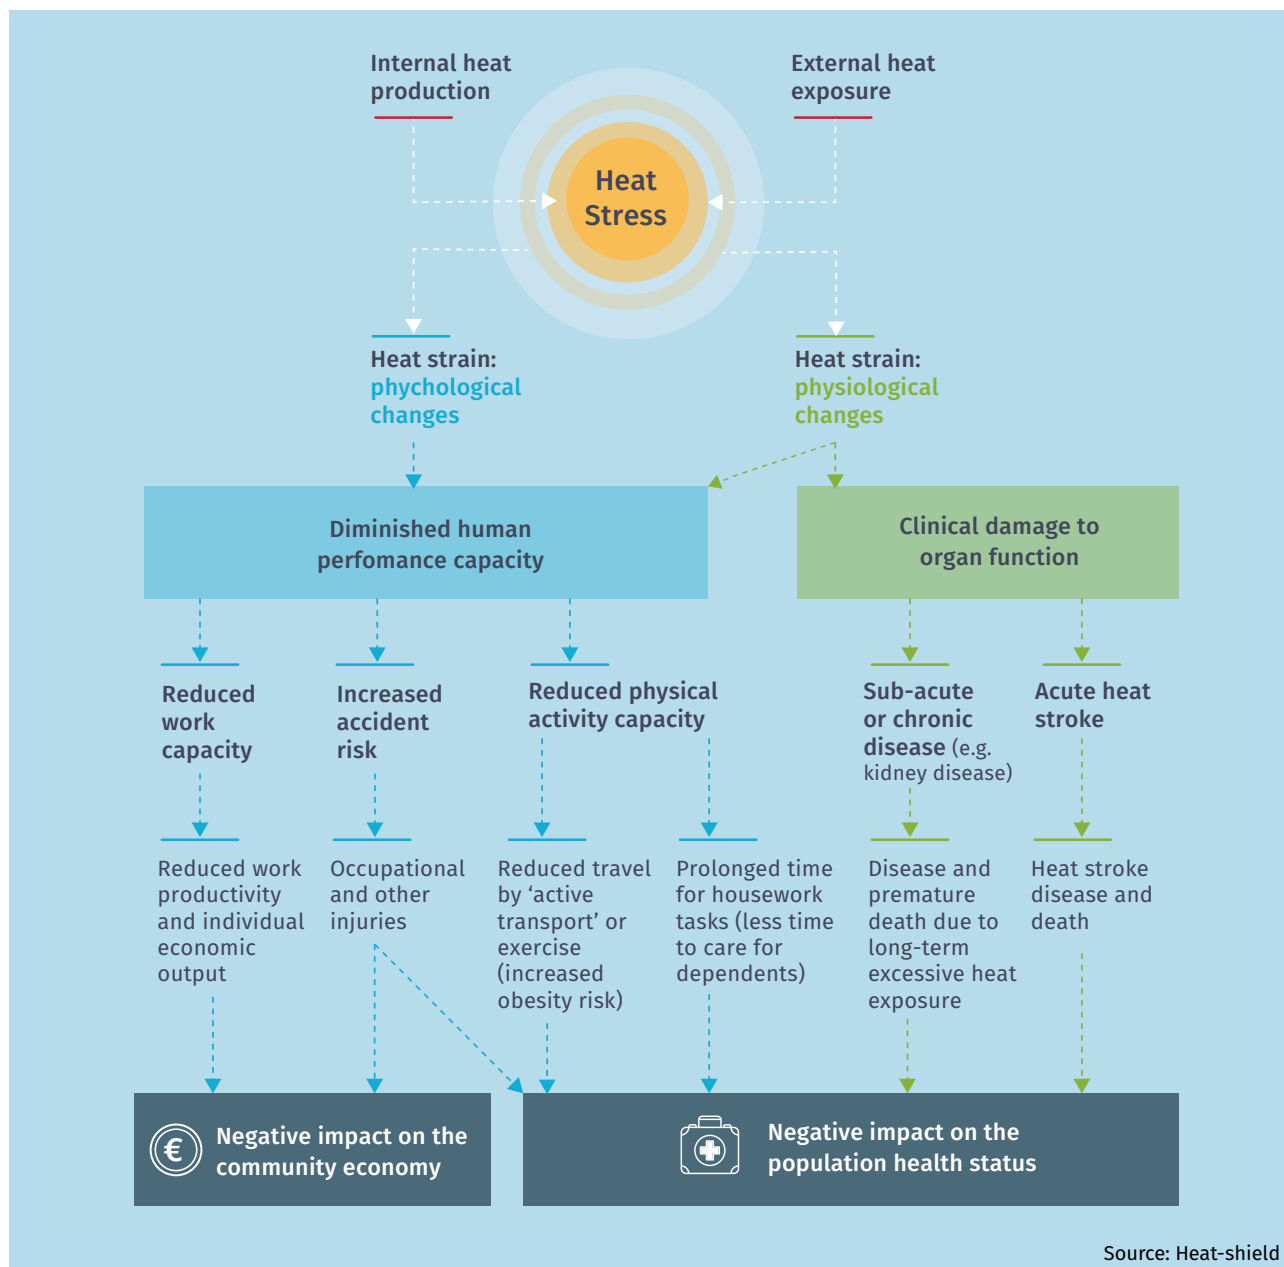 Internal heat
production
External heat
exposure
Heat
Stress
Heat strain:
phychological
changes
Heat strain:
physiological
changes
Diminished human
perfomance capacity
Clinical damage to
organ function
Reduced
work
capacity
Increased
accident
risk
Reduced physical
activity capacity
Sub-acute
or chronic
disease (e.g.
kidney disease)
Acute heat
stroke
Reduced work
productivity
and individual
economic
output
Occupational
and other
injuries
Reduced travel
by ‘active
transport’ or
exercise
(increased
obesity risk)
Prolonged time
for housework
tasks (less time
to care for
dependents)
Disease and
premature
death due to
long-term
excessive heat
exposure
Heat stroke
disease and
death
€
Negative impact on the
community economy
Negative impact on the
population health status
Source: Heat-shield